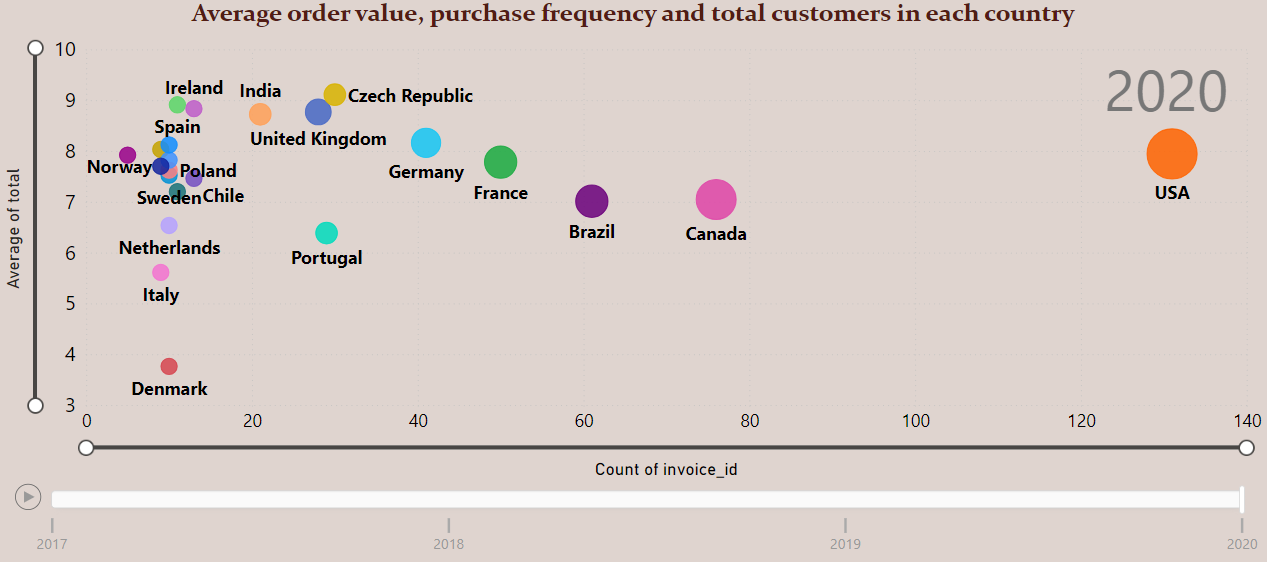 Average order value, purchase frequency and total customers in each country
10
9
8
7
6
5
4
3
Average of total
2020
Ireland
India
Czech Republic
Spain
United Kingdom
Norway
Poland
Germany
France
USA
Sweden
Chile
Brazil
Canada
Netherlands
Portugal
Italy
Denmark
0 20 40 60 80 100 120 140
Count of invoice_id
2017 2018 2019 2020